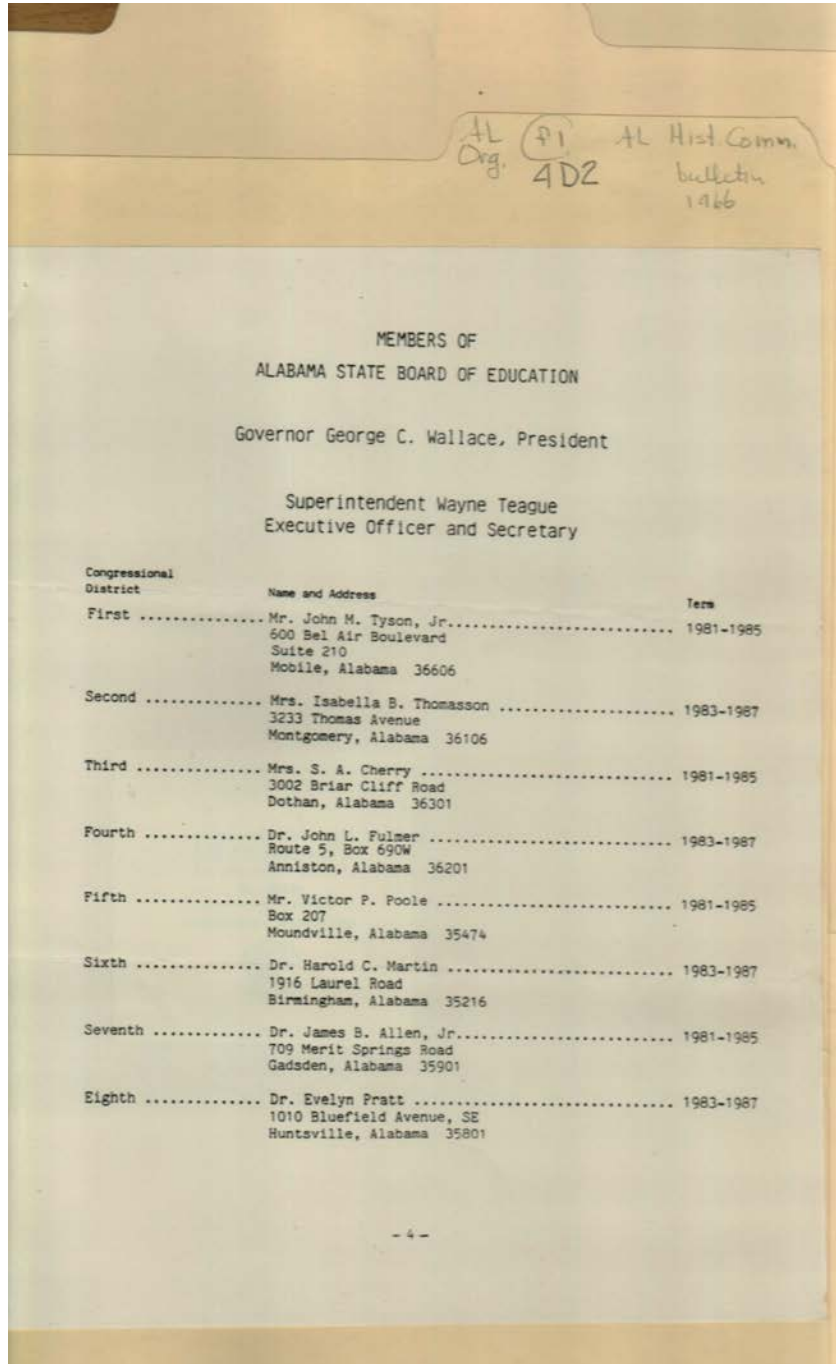 AL P1 AL Hist. Comm.
Org. 4D2 bulletin
1966
MEMBERS OF
ALABAMA STATE BOARD OF EDUCATION
Governor George C. Wallace, President
Superintendent Wayne Teague
Executive Officer and Secretary
Congressional
District Name and Address Term
First ............... Mr. John M. Tyson, Jr............................. 1981-1985
600 Bel Air Boulevard
Suite 210
Mobile, Alabama 36606
Second .............. Mrs. Isabella B. Thomasson ...................... 1983-1987
3233 Thomas Avenue
Montgomery, Alabama 36106
Third ............... Mrs. S. A. Cherry ............................... 1981-1985
3002 Briar Cliff Road
Dothan, Alabama 36301
Fourth .............. Dr. John L. Fulmer .............................. 1983-1987
Route 5, Box 690W
Anniston, Alabama 36201
Fifth ............... Mr. Victor P. Poole ............................. 1981-1985
Box 207
Moundville, Alabama 35474
Sixth ............... Dr. Harold C. Martin ............................ 1983-1987
1916 Laurel Road
Birmingham, Alabama 35216
Seventh ............. Dr. James B. Allen, Jr........................... 1981-1985
709 Merit Springs Road
Gadsden, Alabama 35901
Eighth .............. Dr. Evelyn Pratt ................................ 1983-1987
1010 Bluefield Avenue, SE
Huntsville, Alabama 35801
- 4 -